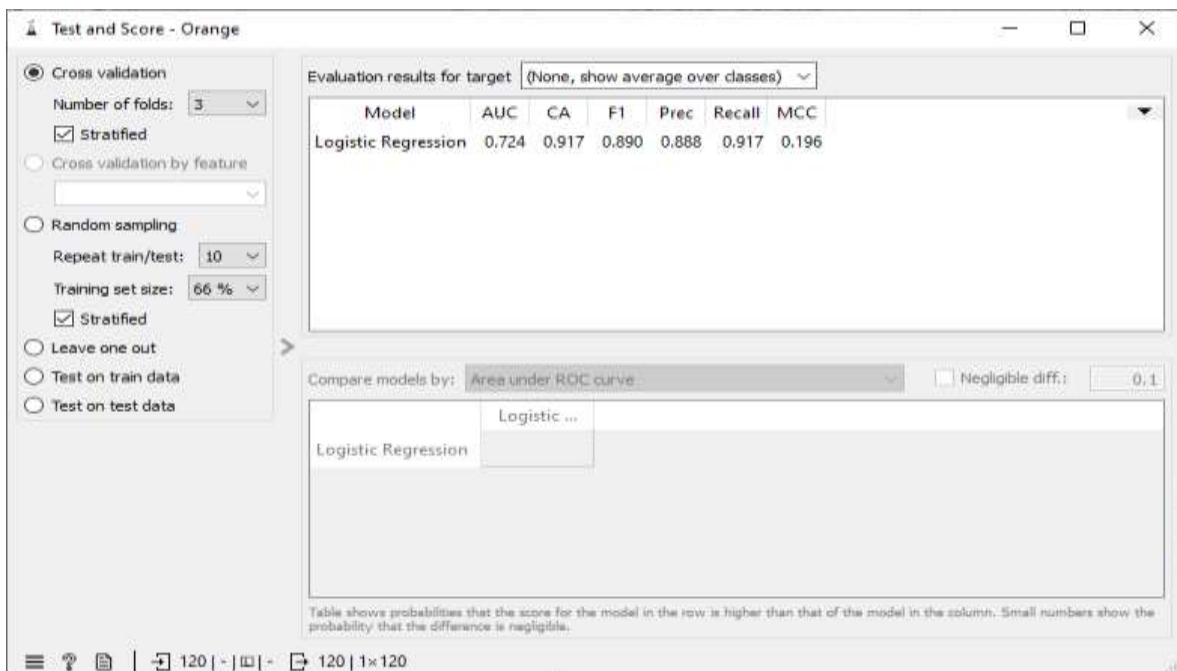 Test and Score - Orange
Cross validation
Number of folds: 3
Stratified
Cross validation by feature
Random sampling
Repeat train/test: 10
Training set size: 66 %
Stratified
Leave one out
Test on train data
Test on test data
Evaluation results for target (None, show average over classes)
Model AUC CA F1 Prec Recall MCC
Logistic Regression 0.724 0.917 0.890 0.888 0.917 0.196
Compare models by: Area under ROC curve Negligible diff.: 0.1
Logistic ...
Logistic Regression
Table shows probabilities that the score for the model in the row is higher than that of the model in the column. Small numbers show the
probability that the difference is negligible.
120 | - | - 120 | 1×120